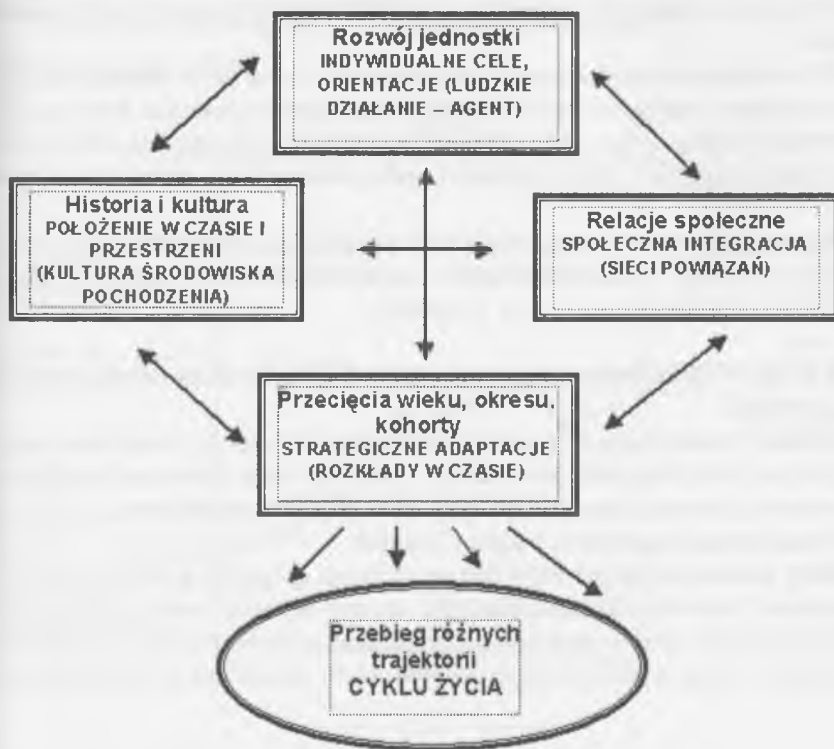 Rozwój jednostki
INDYWIDUALNE CELE,
ORIENTACJE (LUDZKIE
DZIAŁANIE – AGENT)
Historia i kultura
POŁOŻENIE W CZASIE I
PRZESTRZENI
(KULTURA ŚRODOWISKA
POCHODZENIA)
Relacje społeczne
SPOŁECZNA INTEGRACJA
(SIECI POWIĄZAŃ)
Przecięcia wieku, okresu,
kohorty
STRATEGICZNE ADAPTACJE
(ROZKŁADY W CZASIE)
Przebieg różnych
trajektorii
CYKLU ŻYCIA